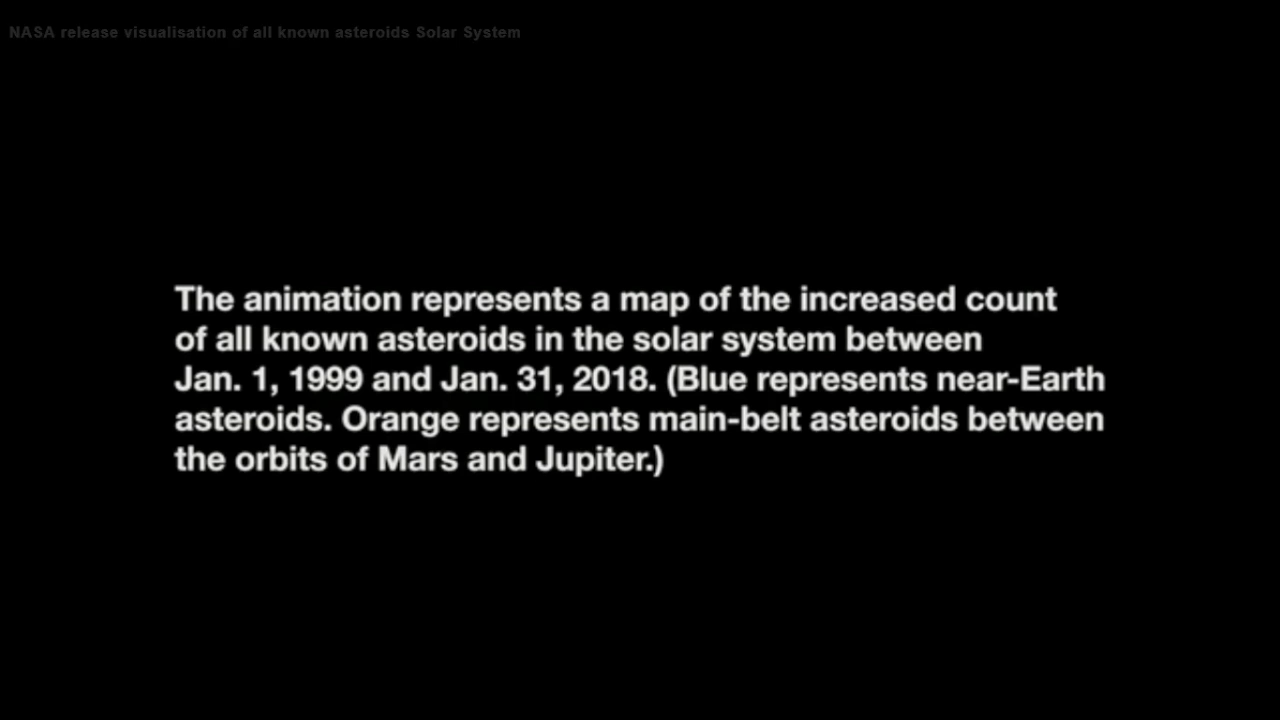 NASA release visualisation of all known asteroids Solar System
The animation represents a map of the increased count
of all known asteroids in the solar system between
Jan. 1, 1999 and Jan. 31, 2018. (Blue represents near-Earth
asteroids. Orange represents main-belt asteroids between
the orbits of Mars and Jupiter.)